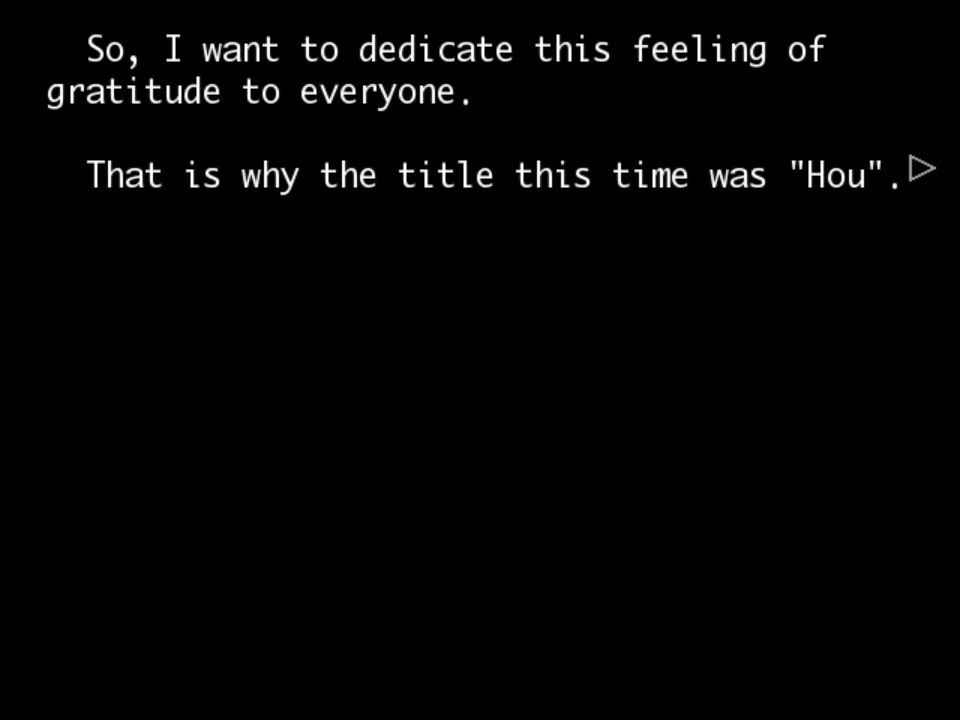 So, I want to dedicate this feeling of
gratitude to everyone.
That is why the title this time was "Hou".